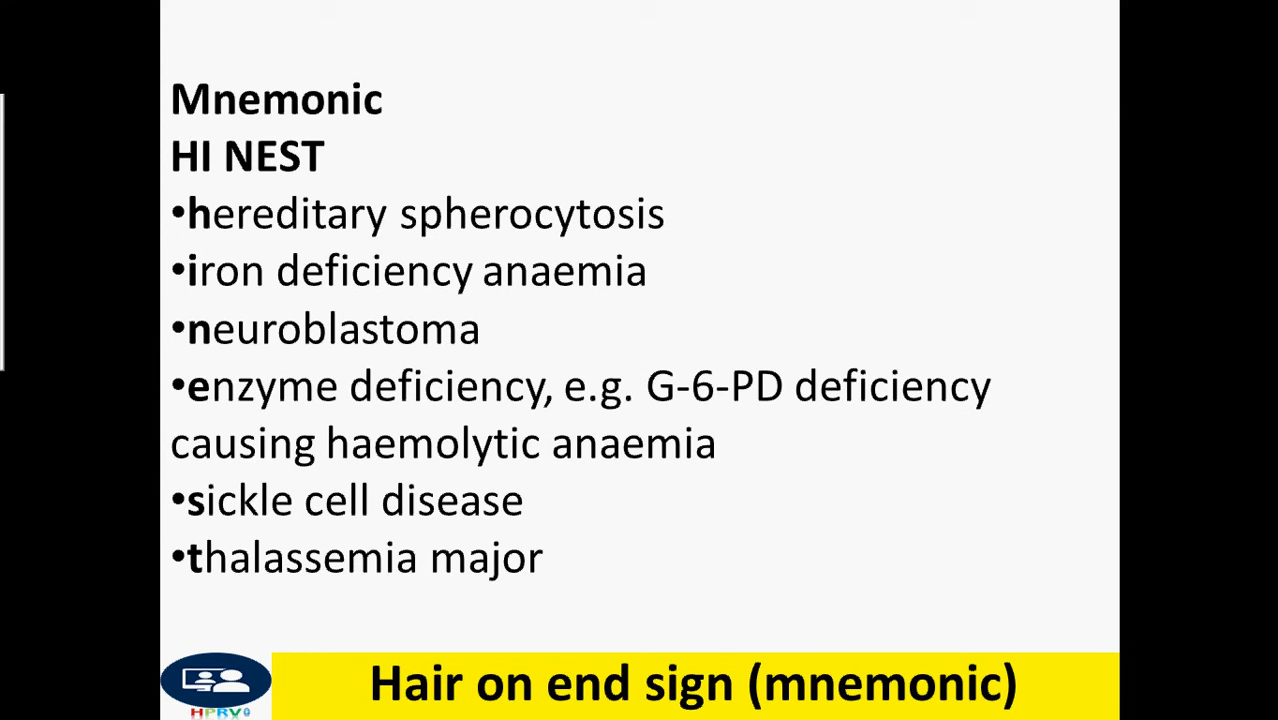 Mnemonic
HI NEST
•hereditary spherocytosis
•iron deficiency anaemia
•neuroblastoma
•enzyme deficiency, e.g. G-6-PD deficiency
causing haemolytic anaemia
•sickle cell disease
•thalassemia major
Hair on end sign (mnemonic)
HPRV